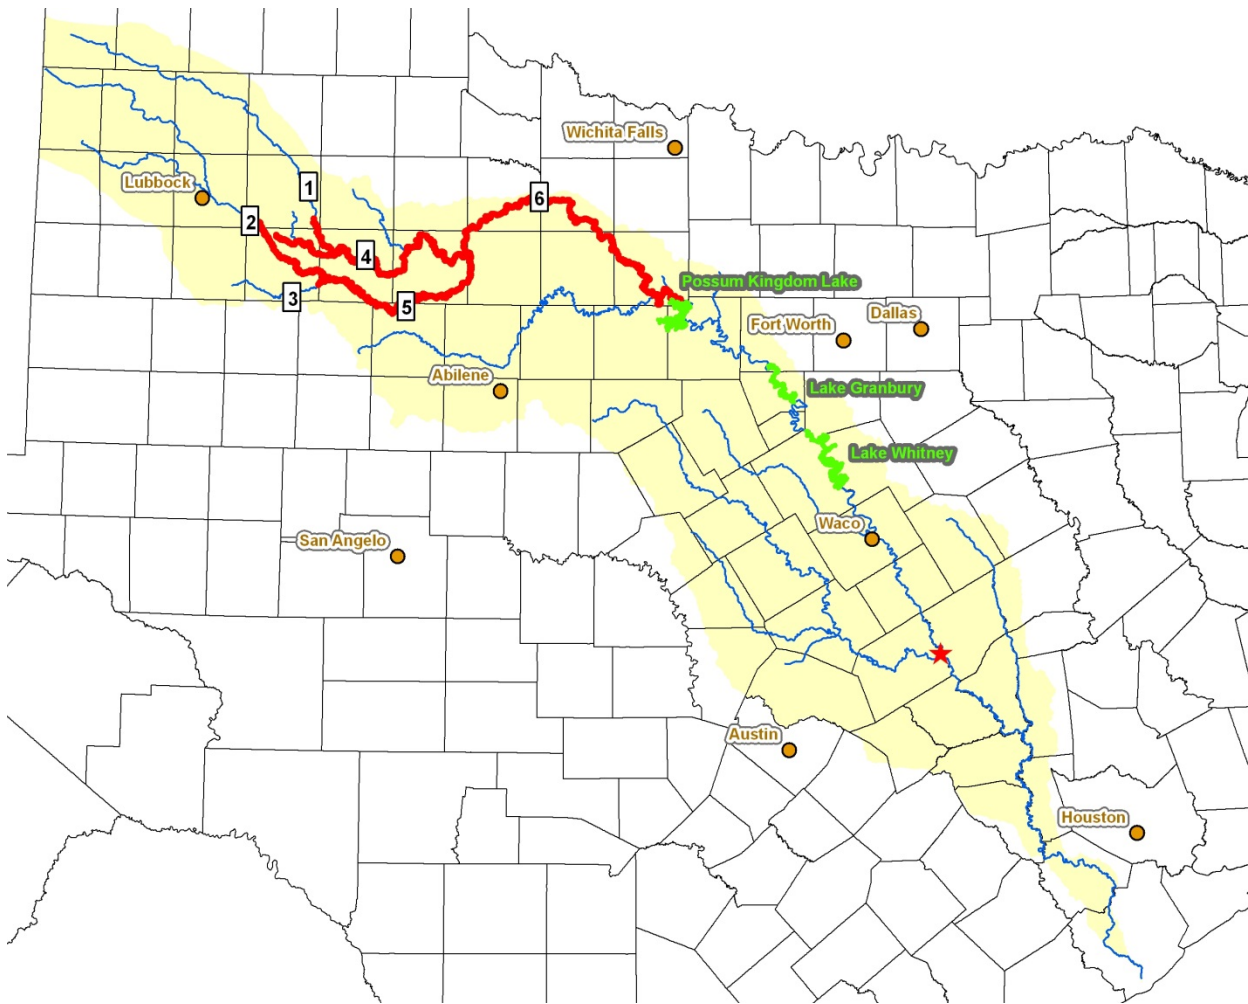 Wichita Falls
Lubbock
1
6
2
4
Possum Kingdom Lake
3
5
Dallas
Fort Worth
Abilene
Lake Granbury
Lake Whitney
Waco
San Angelo
Austin
Houston